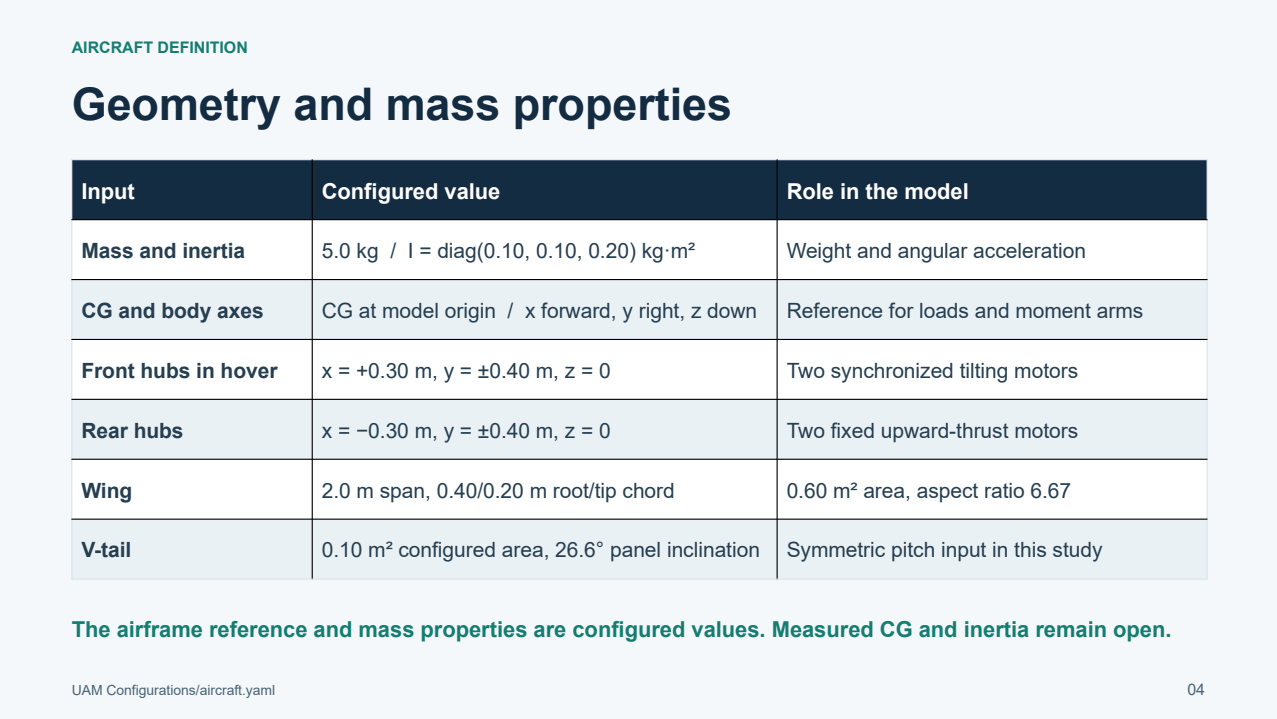 AIRCRAFT DEFINITION
Geometry and mass properties
Input Configured value Role in the model
Mass and inertia 5.0 kg / I = diag(0.10, 0.10, 0.20) kg·m² Weight and angular acceleration
CG and body axes CG at model origin / x forward, y right, z down Reference for loads and moment arms
Front hubs in hover x = +0.30 m, y = ±0.40 m, z = 0 Two synchronized tilting motors
Rear hubs x = −0.30 m, y = ±0.40 m, z = 0 Two fixed upward-thrust motors
Wing 2.0 m span, 0.40/0.20 m root/tip chord 0.60 m² area, aspect ratio 6.67
V-tail 0.10 m² configured area, 26.6° panel inclination Symmetric pitch input in this study
The airframe reference and mass properties are configured values. Measured CG and inertia remain open.
UAM Configurations/aircraft.yaml 04